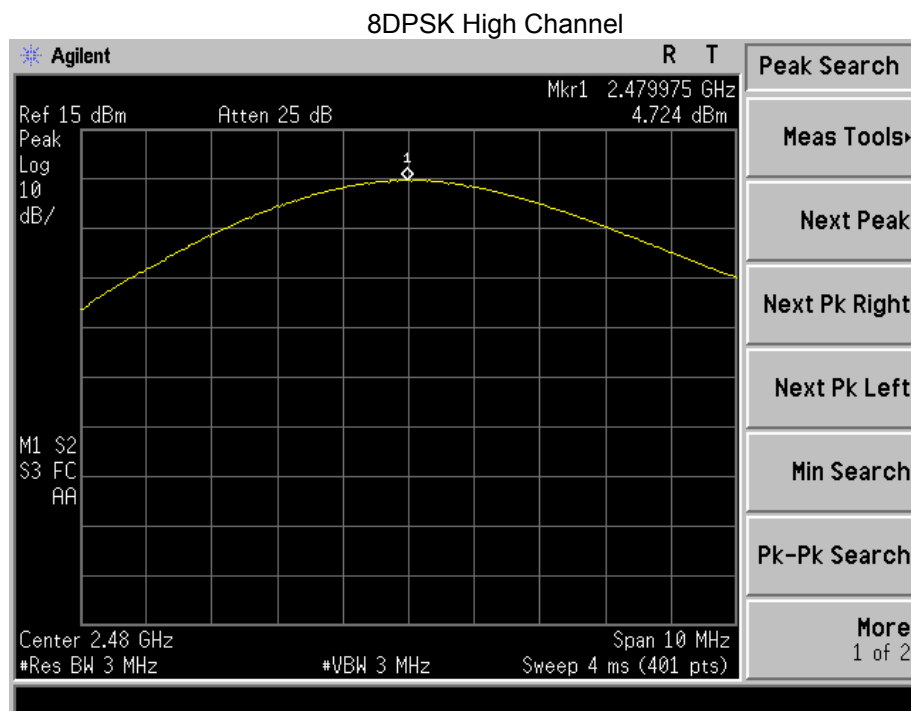 8DPSK High Channel
Agilent
R T
Peak Search
Mkr1 2.479975 GHz
Ref 15 dBm Atten 25 dB 4.724 dBm
Peak
Log
10
dB/
1
Meas Tools
Next Peak
Next Pk Right
Next Pk Left
M1 S2
S3 FC
AA
Min Search
Pk-Pk Search
Center 2.48 GHz Span 10 MHz
#Res BW 3 MHz #VBW 3 MHz Sweep 4 ms (401 pts)
More
1 of 2